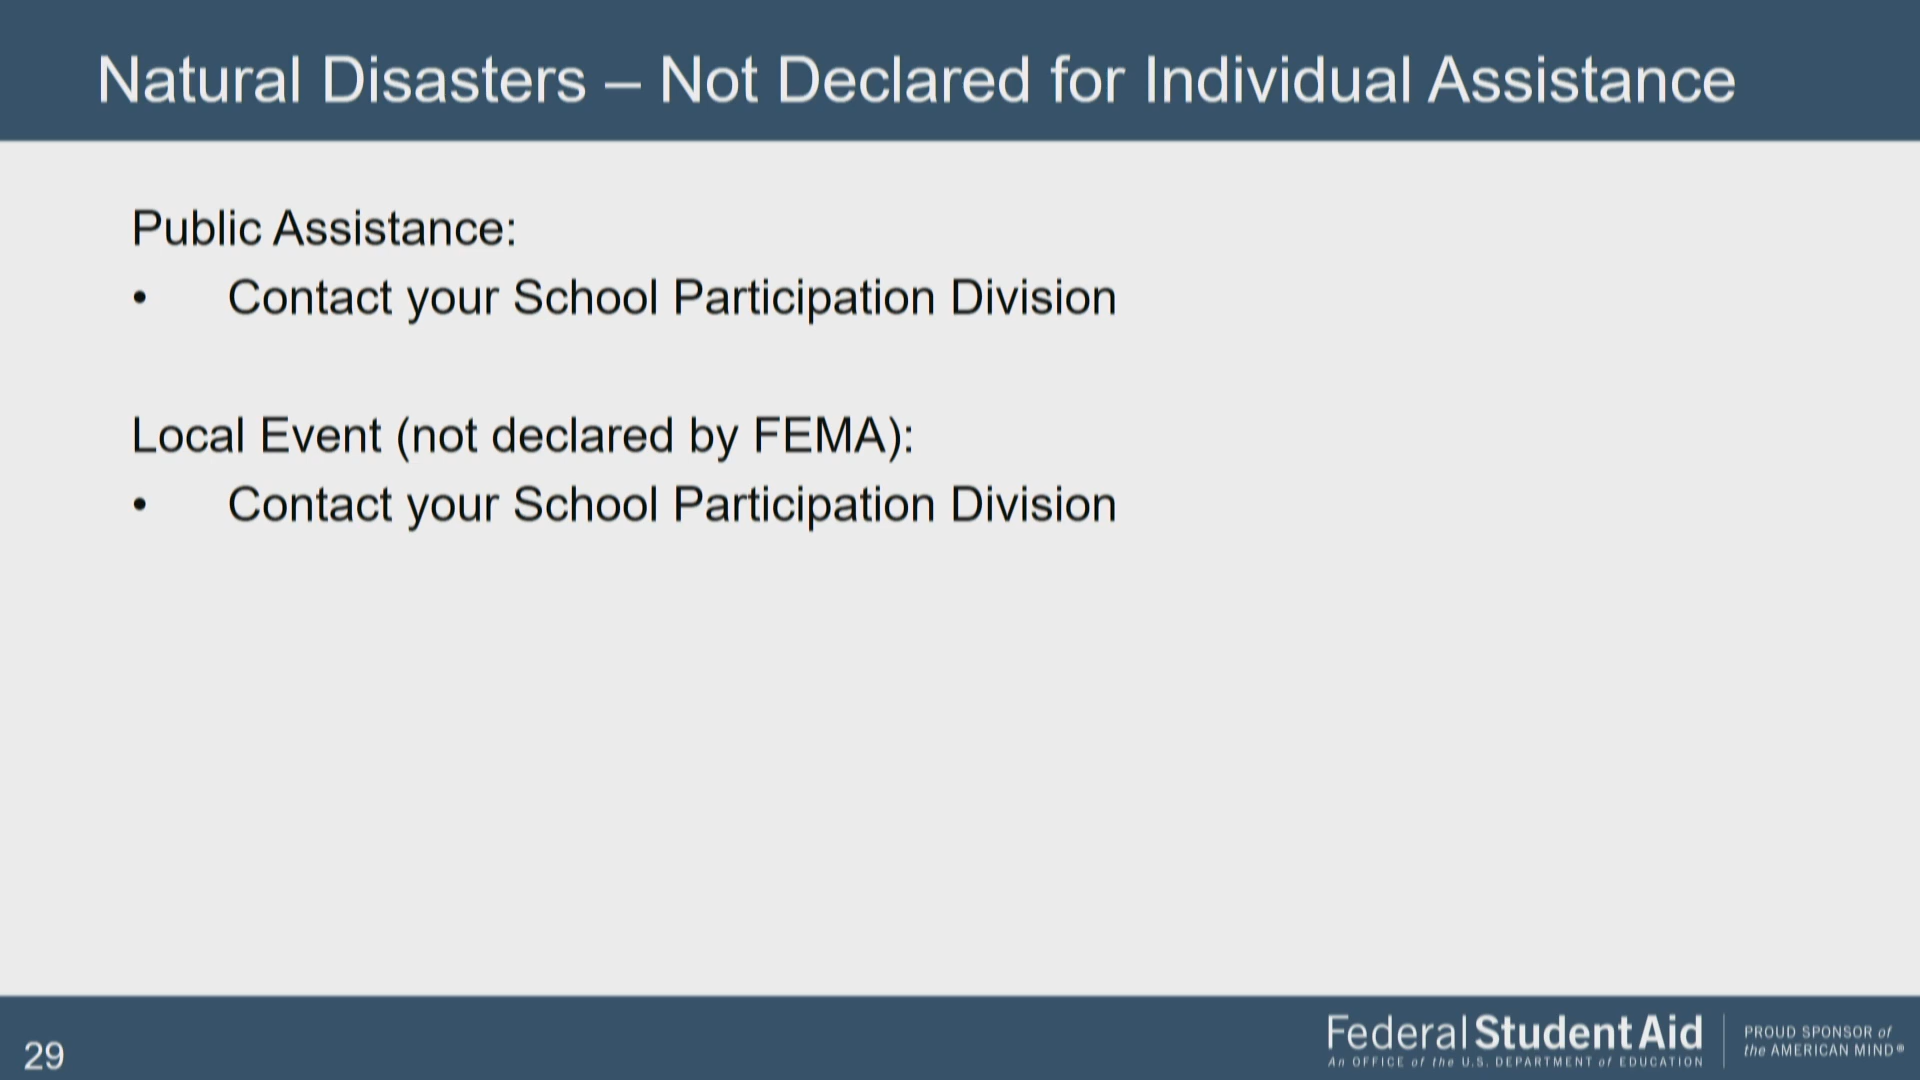 Natural Disasters – Not Declared for Individual Assistance
Public Assistance:
• Contact your School Participation Division
Local Event (not declared by FEMA):
• Contact your School Participation Division
29
Federal Student Aid
An OFFICE of the U.S. DEPARTMENT of EDUCATION
PROUD SPONSOR of
the AMERICAN MIND®